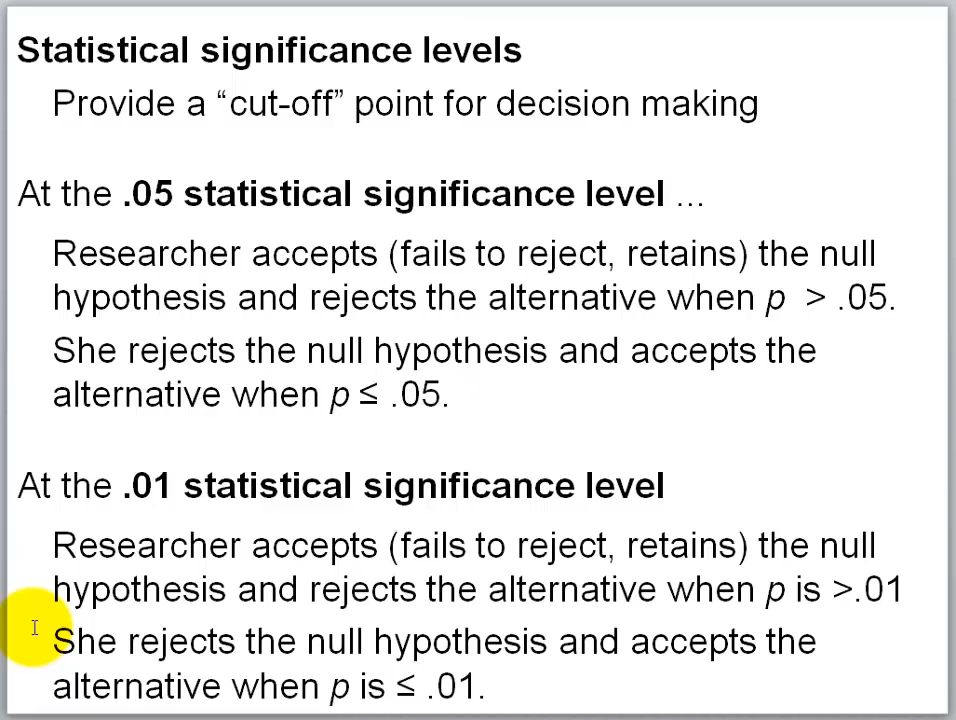 Statistical significance levels
Provide a “cut-off” point for decision making
At the .05 statistical significance level ...
Researcher accepts (fails to reject, retains) the null
hypothesis and rejects the alternative when p > .05.
She rejects the null hypothesis and accepts the
alternative when p ≤ .05.
At the .01 statistical significance level
Researcher accepts (fails to reject, retains) the null
hypothesis and rejects the alternative when p is >.01
She rejects the null hypothesis and accepts the
alternative when p is ≤ .01.